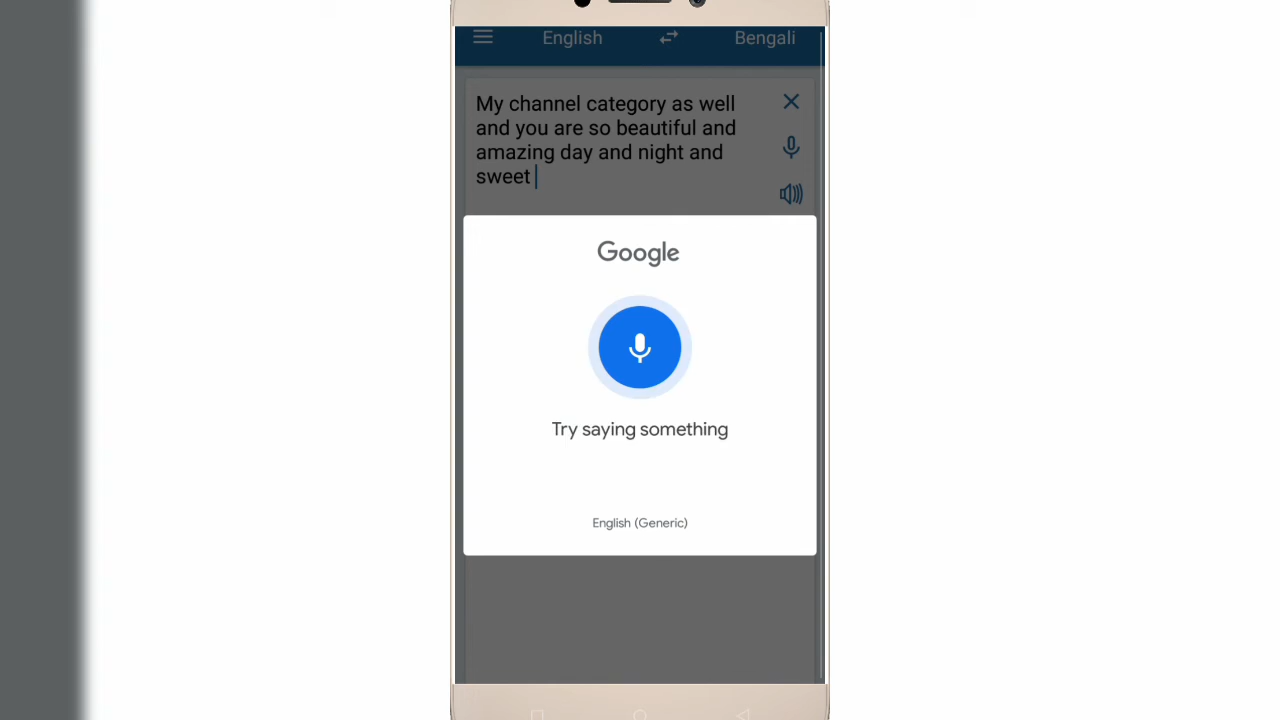 English Bengali
My channel category as well
and you are so beautiful and
amazing day and night and
sweet
Google
Try saying something
English (Generic)